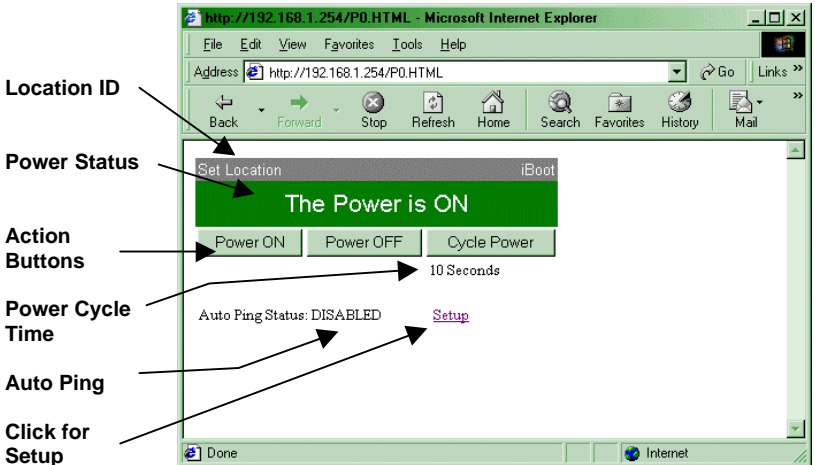 http://192.168.1.254/P0.HTML - Microsoft Internet Explorer
File Edit View Favorites Tools Help
Address http://192.168.1.254/P0.HTML Go Links »
Back Forward Stop Refresh Home Search Favorites History Mail »
Location ID
Power Status
Action
Buttons
Power Cycle
Time
Auto Ping
Click for
Setup
Set Location iBoot
The Power is ON
Power ON Power OFF Cycle Power
10 Seconds
Auto Ping Status: DISABLED Setup
Done Internet